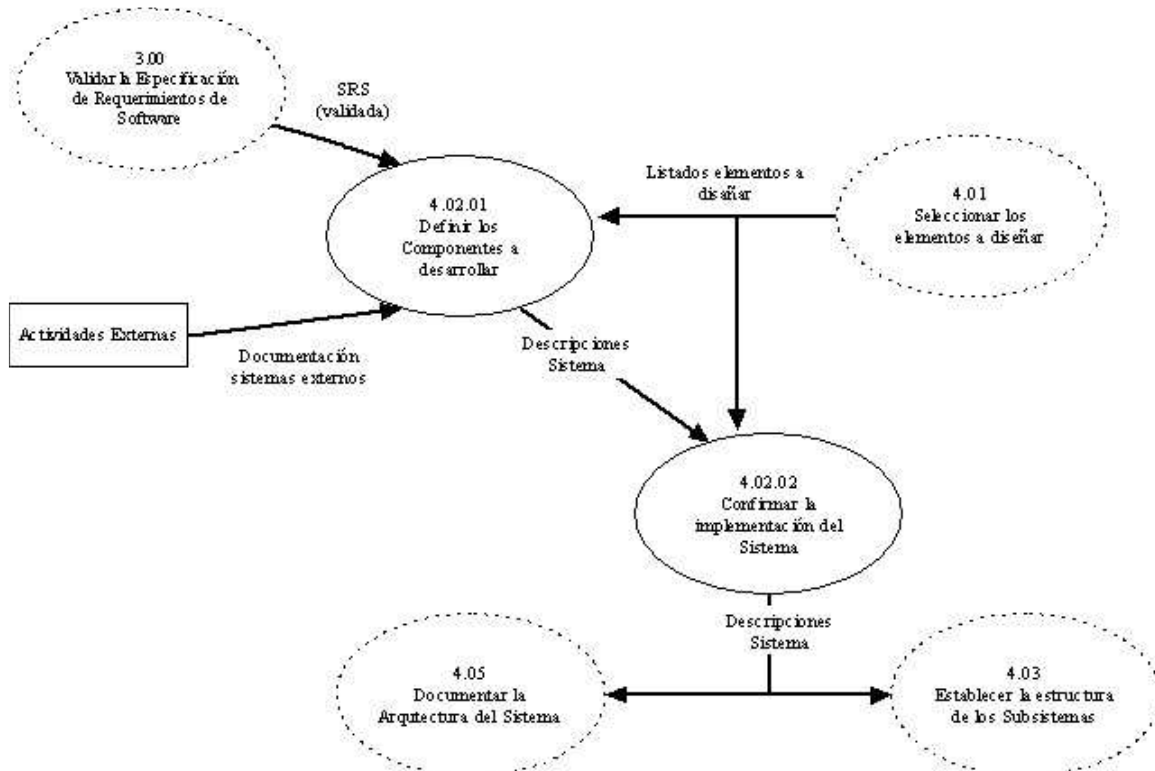 3.00
Validar la Especificación
de Requerimientos de
Software
SRS
(validada)
Listados elementos a
disañar
4.02.01
Definir los
Componentes a
desarrollar
4.01
Seleccionar los
elementos a diseñar
Actividades Externas
Documentación
sistemas externos
Descripciones
Sistema
4.02.02
Confirmar la
implementación del
Sistema
Descripciones
Sistema
4.05
Documentar la
Arqutectura del Sistema
4.03
Establecer la estructura
de los Subsistemas